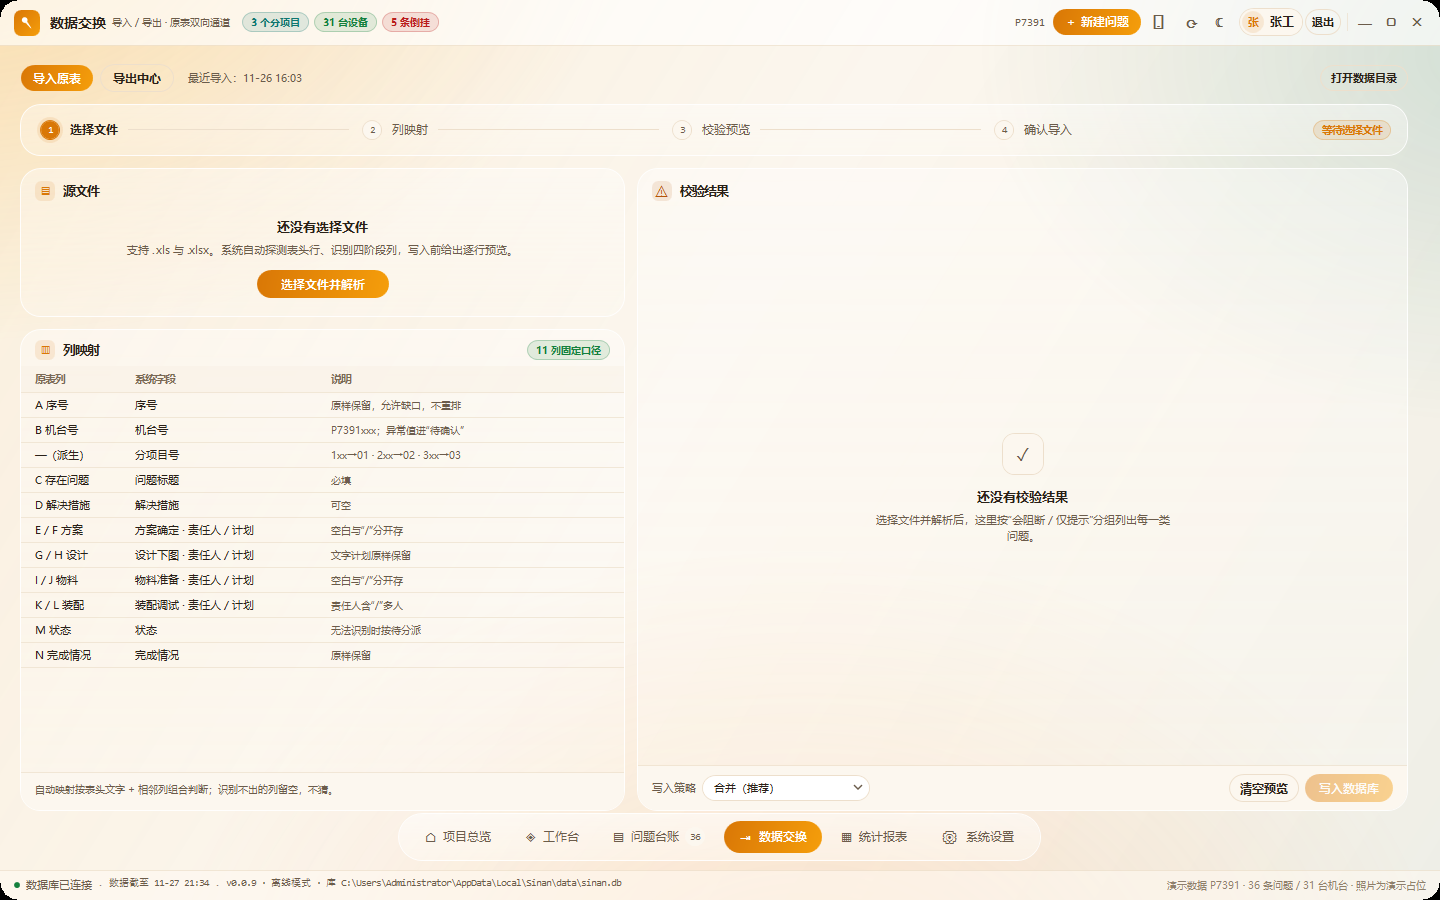 数据交换 导入 / 导出 · 原表双向通道 3 个分项目 31 台设备 5 条倒挂 P7391 + 新建问题 张 张工 退出
导入原表 导出中心 最近导入：11-26 16:03 打开数据目录
1 选择文件 2 列映射 3 校验预览 4 确认导入 等待选择文件
源文件
还没有选择文件
支持 .xls 与 .xlsx。系统自动探测表头行、识别四阶段列，写入前给出逐行预览。
选择文件并解析
列映射 11 列固定口径
原表列 系统字段 说明
A 序号 序号 原样保留，允许缺口，不重排
B 机台号 机台号 P7391xxx；异常值进"待确认"
—（派生） 分项目号 1xx→01 · 2xx→02 · 3xx→03
C 存在问题 问题标题 必填
D 解决措施 解决措施 可空
E / F 方案 方案确定 · 责任人 / 计划 空白与"/"分开存
G / H 设计 设计下图 · 责任人 / 计划 文字计划原样保留
I / J 物料 物料准备 · 责任人 / 计划 空白与"/"分开存
K / L 装配 装配调试 · 责任人 / 计划 责任人含"/"多人
M 状态 状态 无法识别时按待分派
N 完成情况 完成情况 原样保留
自动映射按表头文字 + 相邻列组合判断；识别不出的列留空，不猜。
校验结果
还没有校验结果
选择文件并解析后，这里按"会阻断 / 仅提示"分组列出每一类
问题。
写入策略 合并（推荐） 清空预览 写入数据库
项目总览 工作台 问题台账 36 数据交换 统计报表 系统设置
数据库已连接 · 数据截至 11-27 21:34 · v0.0.9 · 离线模式 · 库 C:\Users\Administrator\AppData\Local\Sinan\data\sinan.db 演示数据 P7391 · 36 条问题 / 31 台机台 · 照片为演示占位